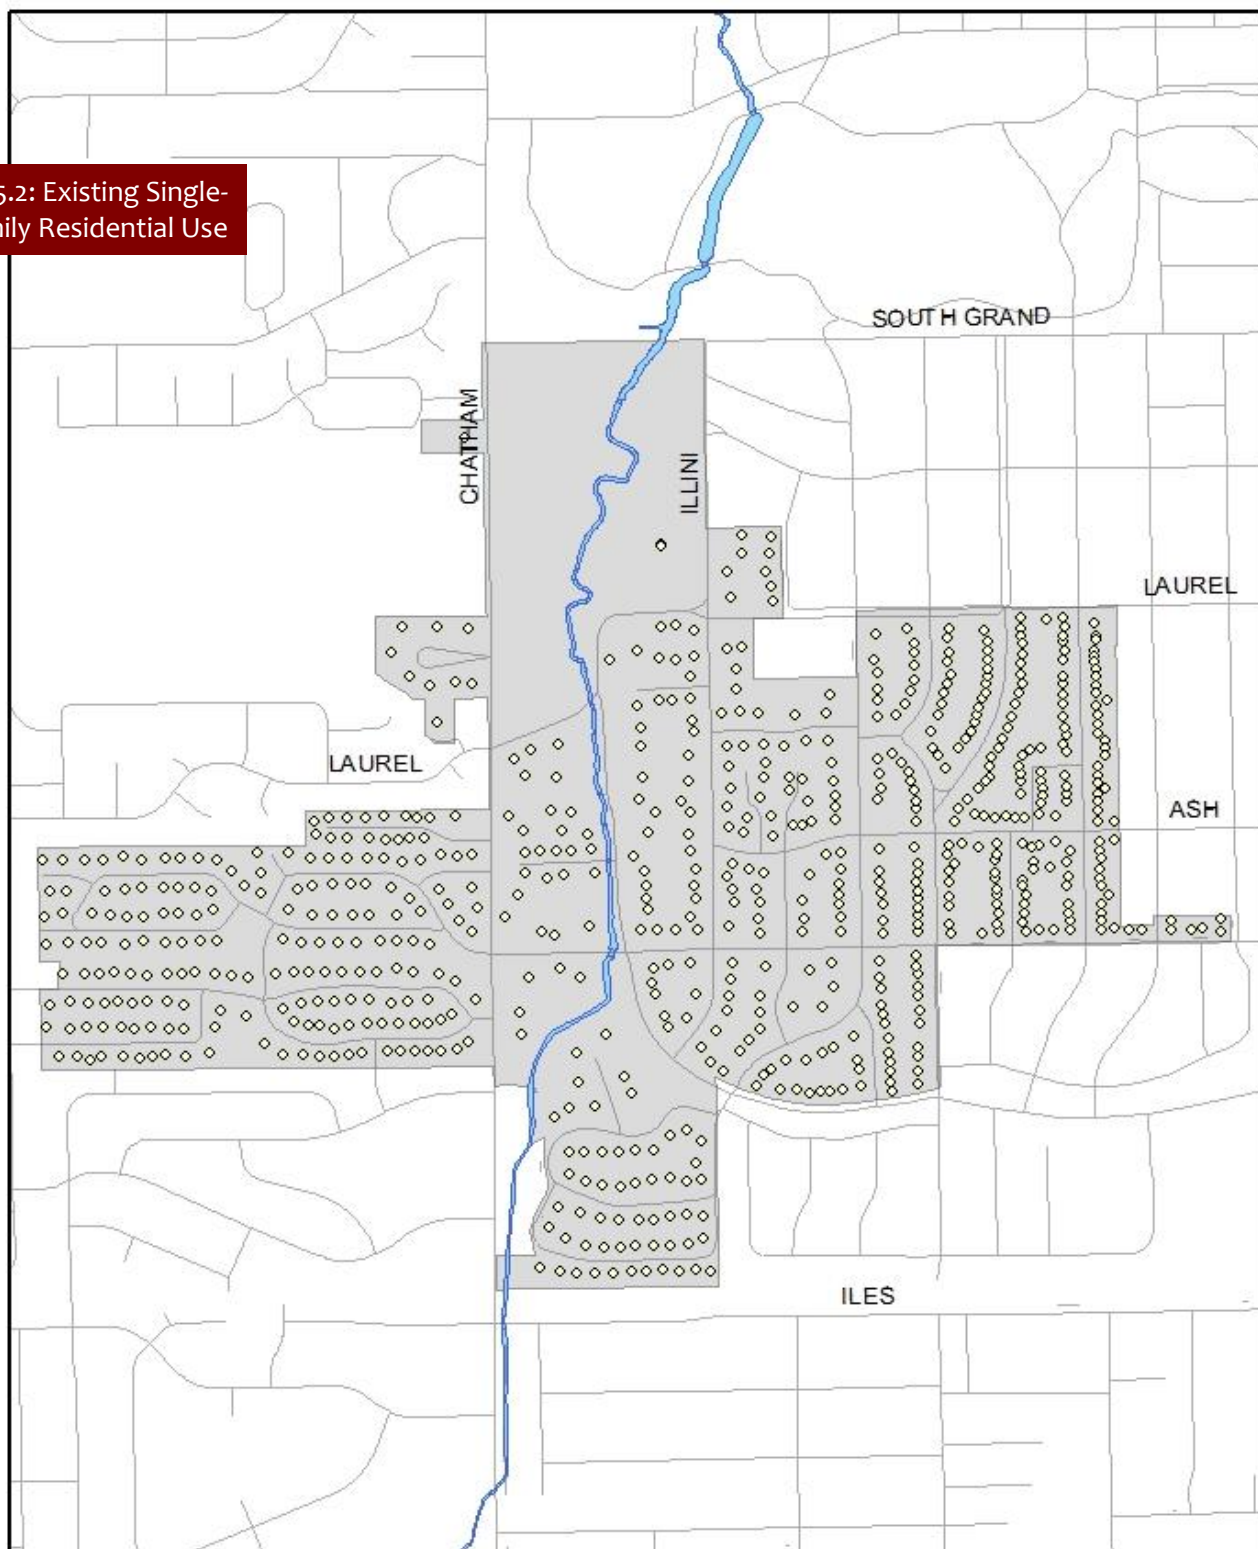 5.2: Existing Single-
ily Residential Use
SOUTH GRAND
CHATHAM
ILLINI
LAUREL
LAUREL
ASH
ILES